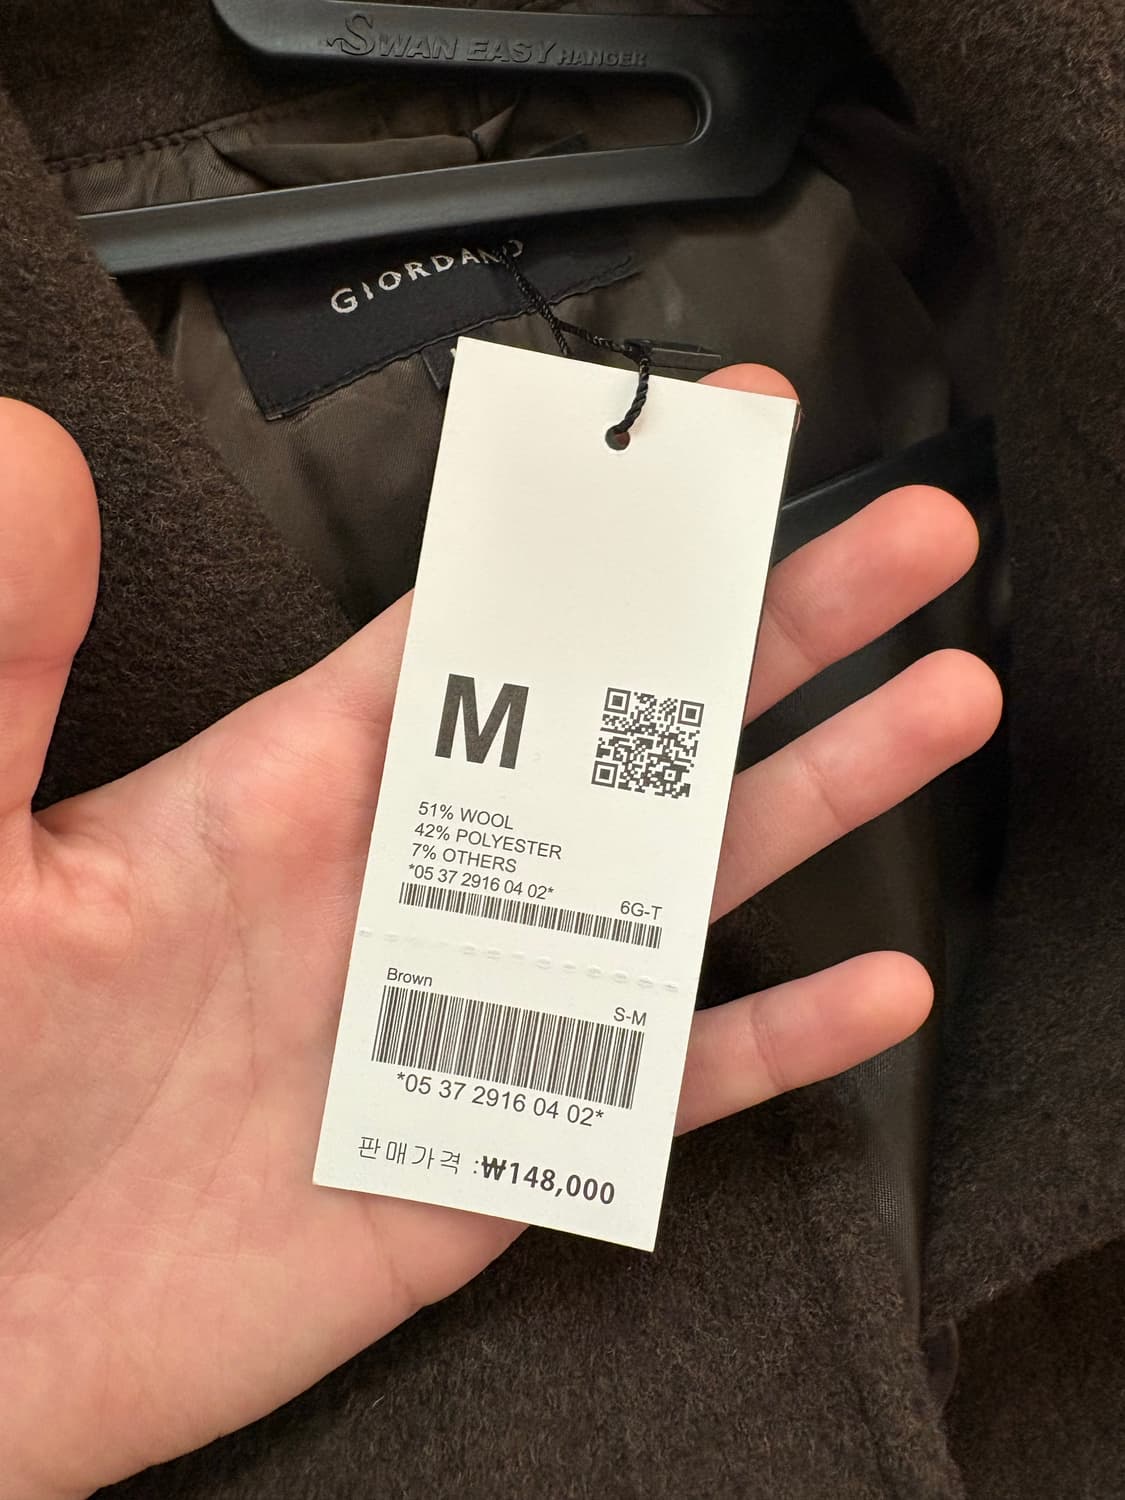 SWAN EASY HANGER
GIORDANO
M
51% WOOL
42% POLYESTER
7% OTHERS
*05 37 2916 04 02*
6G-T
Brown
S-M
*05 37 2916 04 02*
판매가격 :₩148,000